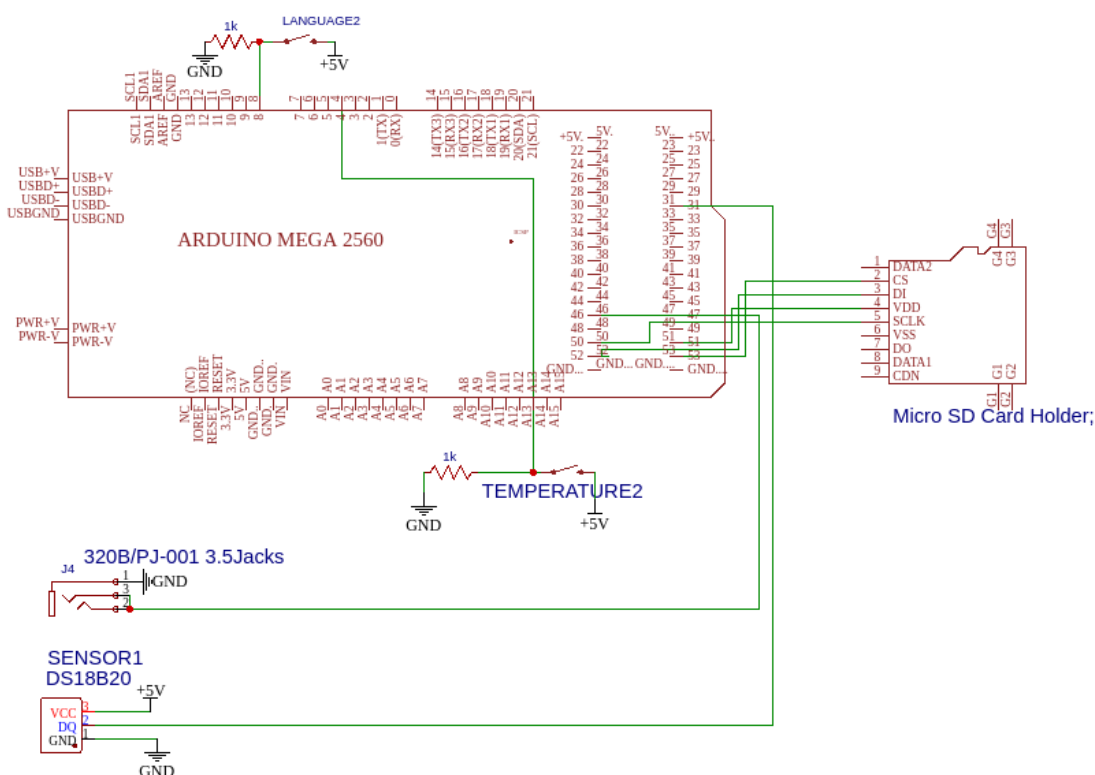 1k
LANGUAGE2
GND
+5V
SCL1
SDA1
AREF
GND
13
12
11
10
9
8
7
6
5
4
3
2
1
0
14
15
16
17
18
19
20
21
SCL1
SDA1
AREF
GND
13
12
11
10
9
8
7
6
5
4
3
2
1(TX)
0(RX)
14(TX3)
15(RX3)
16(TX2)
17(RX2)
18(TX1)
19(RX1)
20(SDA)
21(SCL)
+5V. 5V. 5V.. +5V..
22 22 23 23
24 24 25 25
26 26 27 27
28 28 29 29
30 30 31 31
32 32 33 33
34 34 35 35
36 36 37 37
38 38 39 39
40 40 41 41
42 42 43 43
44 44 45 45
46 46 47 47
48 48 49 49
50 50 51 51
52 52 53 53
GND... GND... GND.... GND....
USB+V USB+V
USBD+ USBD+
USBD- USBD-
USBGND USBGND
ARDUINO MEGA 2560
PWR+V PWR+V
PWR-V PWR-V
(NC)
IOREF
RESET
3.3V
5V
GND..
GND.
VIN
A0
A1
A2
A3
A4
A5
A6
A7
A8
A9
A10
A11
A12
A13
A14
A15
NC
IOREF
RESET
3.3V
5V
GND..
GND.
VIN
A0
A1
A2
A3
A4
A5
A6
A7
A8
A9
A10
A11
A12
A13
A14
A15
G4 G3
G4 G3
1 DATA2
2 CS
3 DI
4 VDD
5 SCLK
6 VSS
7 DO
8 DATA1
9 CDN
G1 G2
G1 G2
Micro SD Card Holder;
1k
TEMPERATURE2
GND
+5V
320B/PJ-001 3.5Jacks
J4
1
GND
3
2
SENSOR1
DS18B20
+5V
VCC 3
DQ 2
GND 1
GND